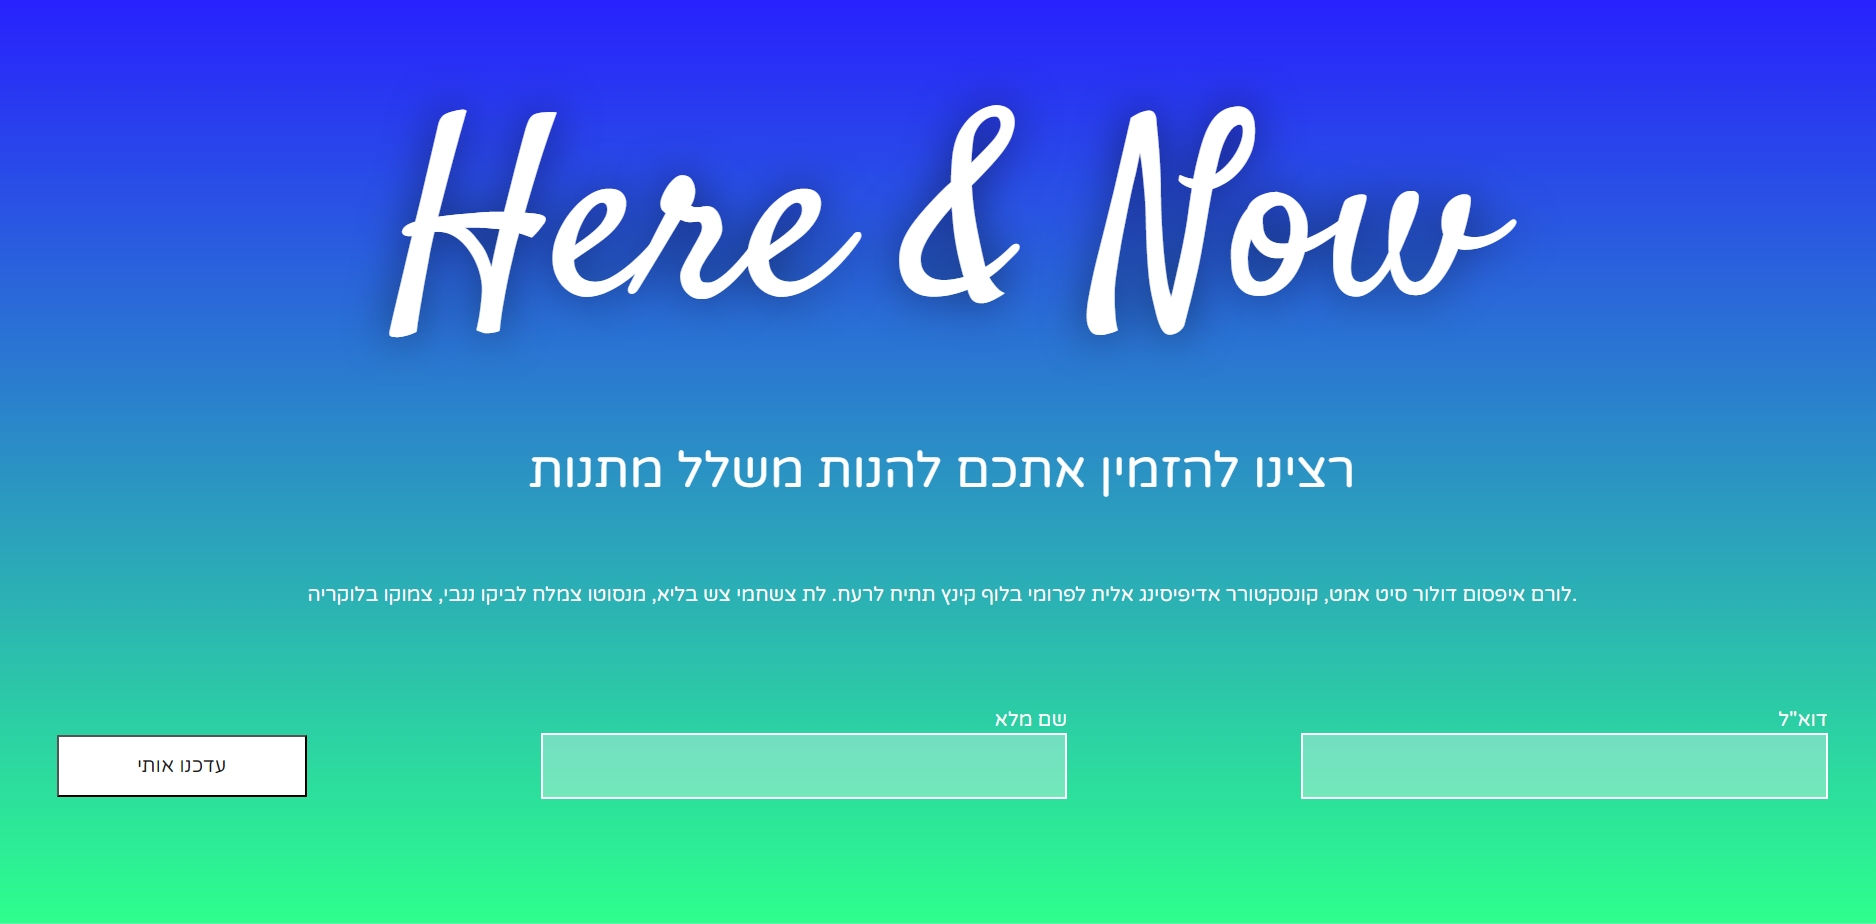 Here & Now
רצינו להזמין אתכם להנות משלל מתנות
לורם איפסום דולור סיט אמט, קונסקטורר אדיפיסינג אלית לפרומי בלוף קינץ תתיח לרעח. לת צשחמי צש בליא, מנסוטו צמלח לביקו ננבי, צמוקו בלוקריה.
דוא"ל
שם מלא
עדכנו אותי